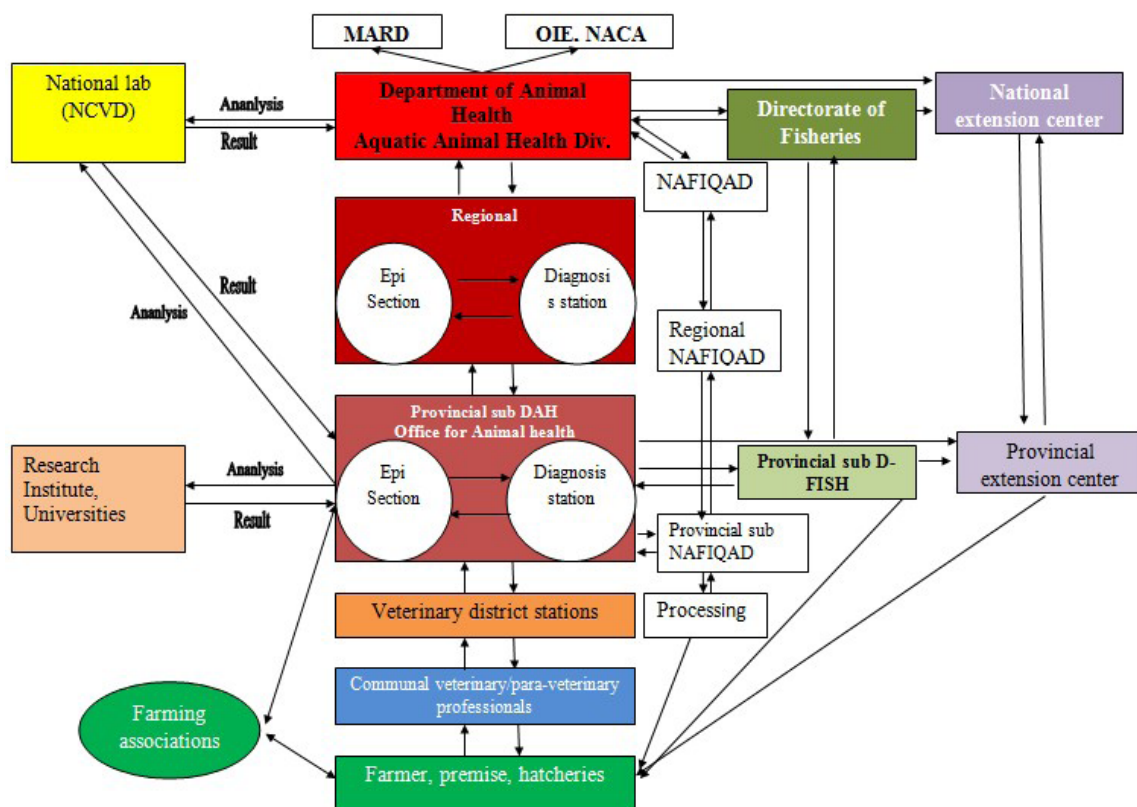 MARD
OIE. NACA
National lab
(NCVD)
Ananlysis
Result
Department of Animal
Health
Aquatic Animal Health Div.
Directorate of
Fisheries
National
extension center
NAFIQAD
Regional
Epi
Section
Diagnosi
s station
Result
Ananlysis
Regional
NAFIQAD
Provincial sub DAH
Office for Animal health
Epi
Section
Diagnosis
station
Research
Institute,
Universities
Ananlysis
Result
Provincial sub D-
FISH
Provincial
extension center
Provincial sub
NAFIQAD
Veterinary district stations
Processing
Communal veterinary/para-veterinary
professionals
Farming
associations
Farmer, premise, hatcheries